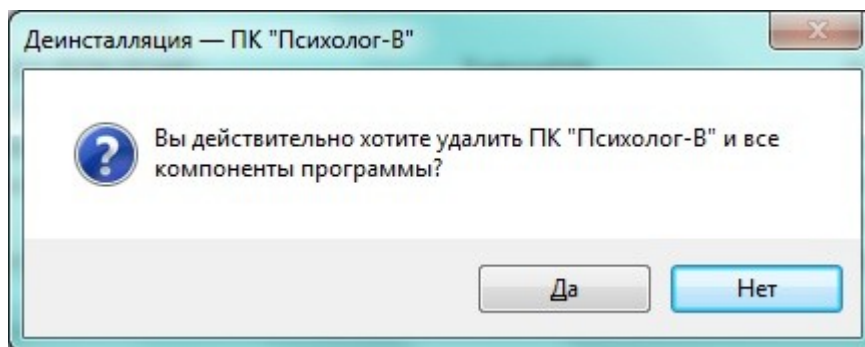 Деинсталляция — ПК "Психолог-В"
Вы действительно хотите удалить ПК "Психолог-В" и все
компоненты программы?
Да
Нет